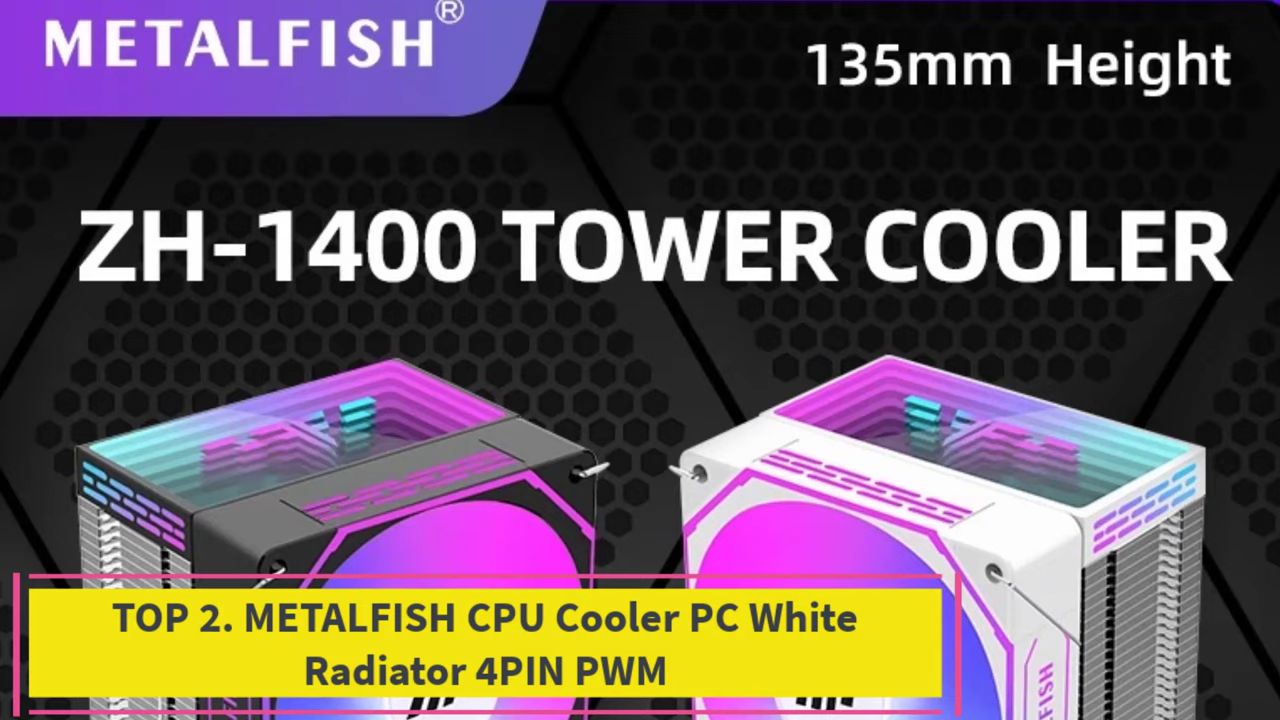 METALFISH®
135mm Height
ZH-1400 TOWER COOLER
TOP 2. METALFISH CPU Cooler PC White
Radiator 4PIN PWM